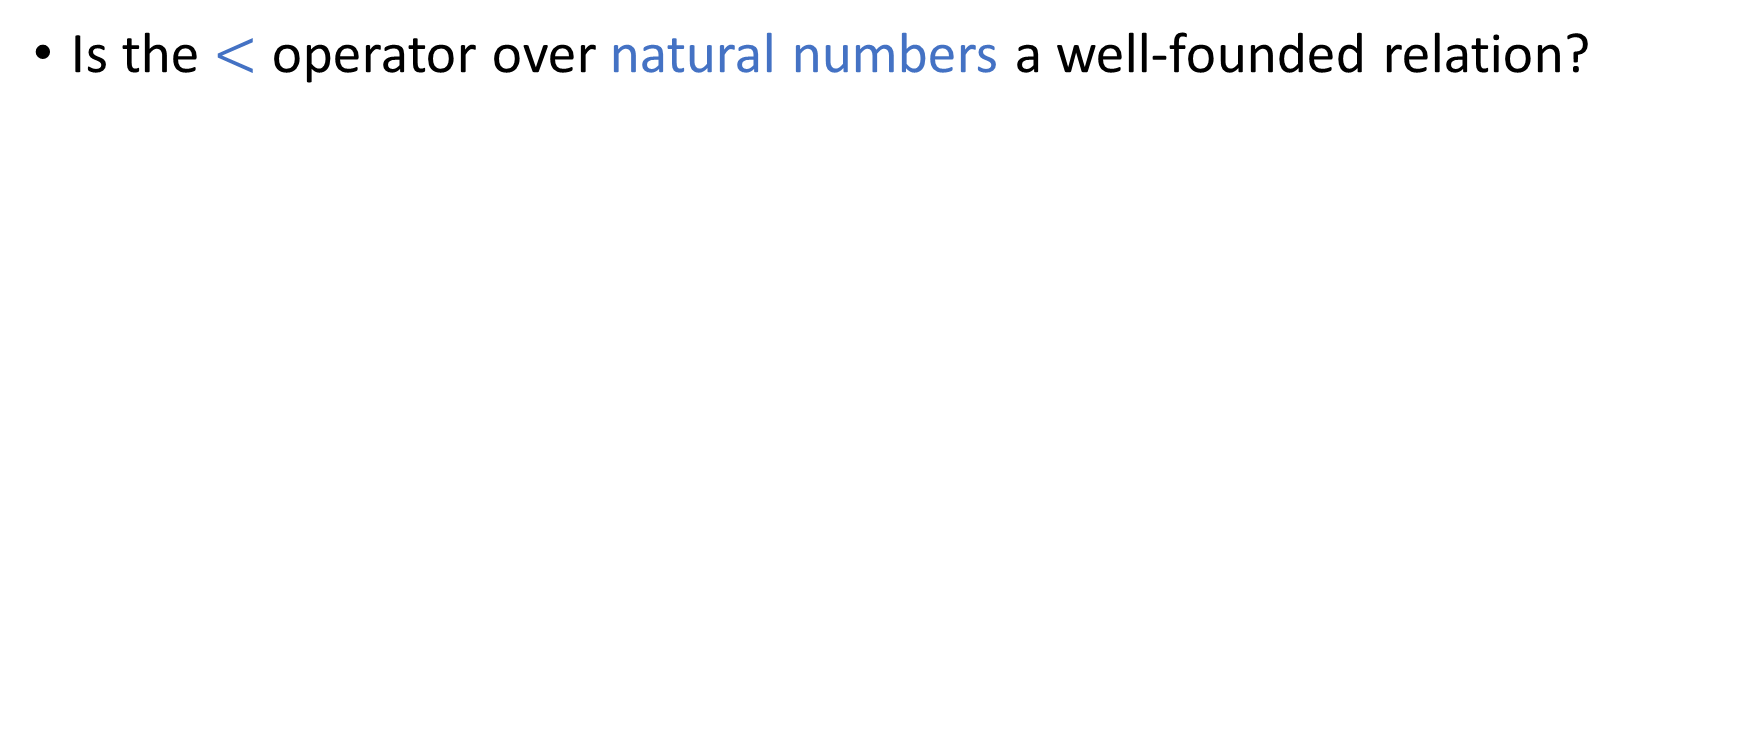 • Is the < operator over natural numbers a well-founded relation?